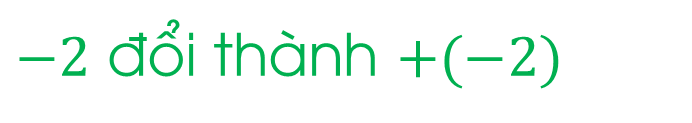 −2 đổi thành +(−2)